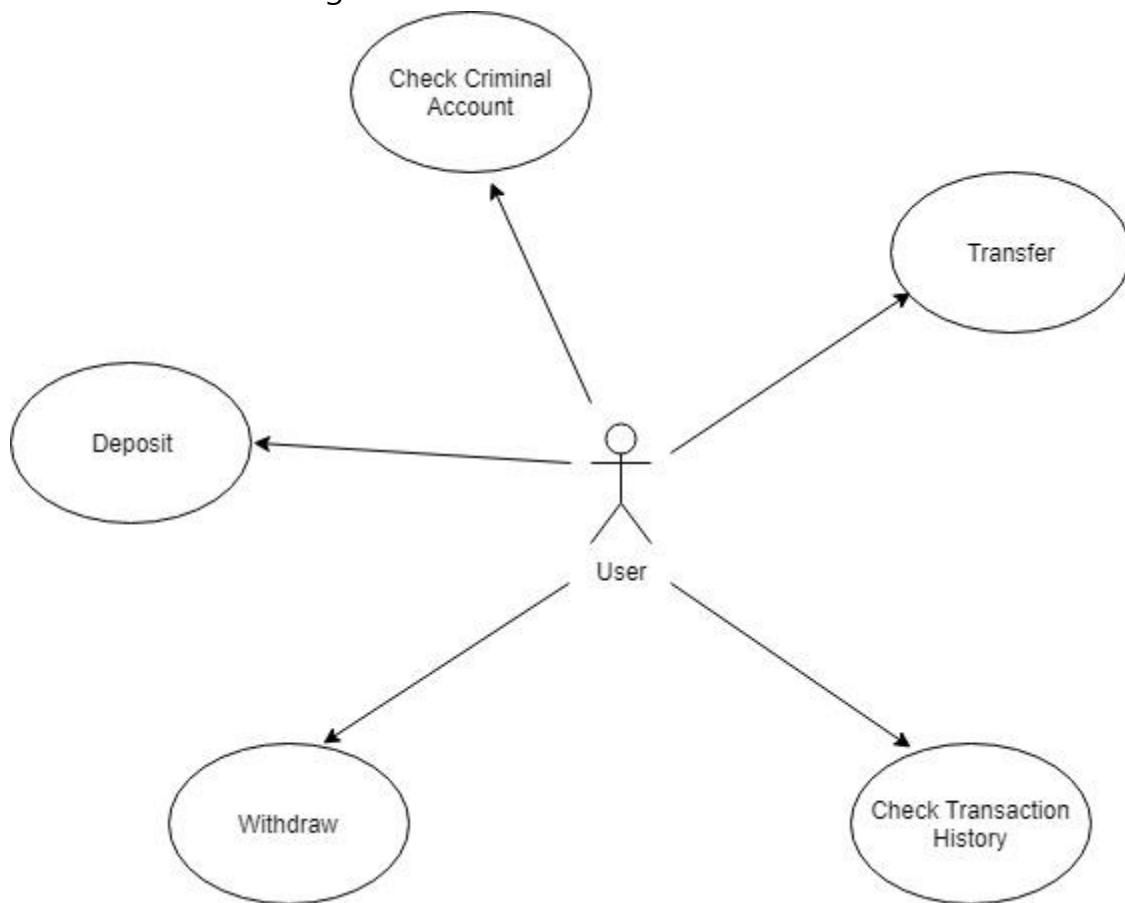 Check Criminal
Account
Transfer
Deposit
User
Withdraw
Check Transaction
History